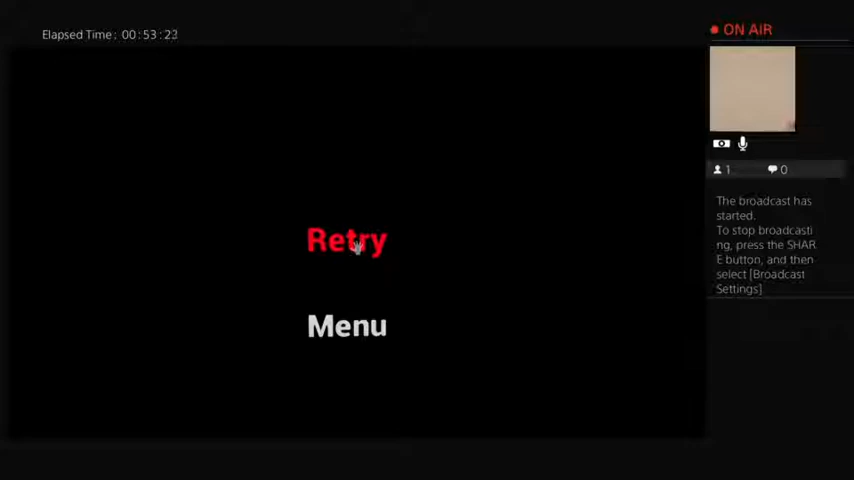 Elapsed Time: 00:53:23
ON AIR
1
0
The broadcast has
started.
To stop broadcasti
ng, press the SHAR
E button, and then
select [Broadcast
Settings]
Retry
Menu